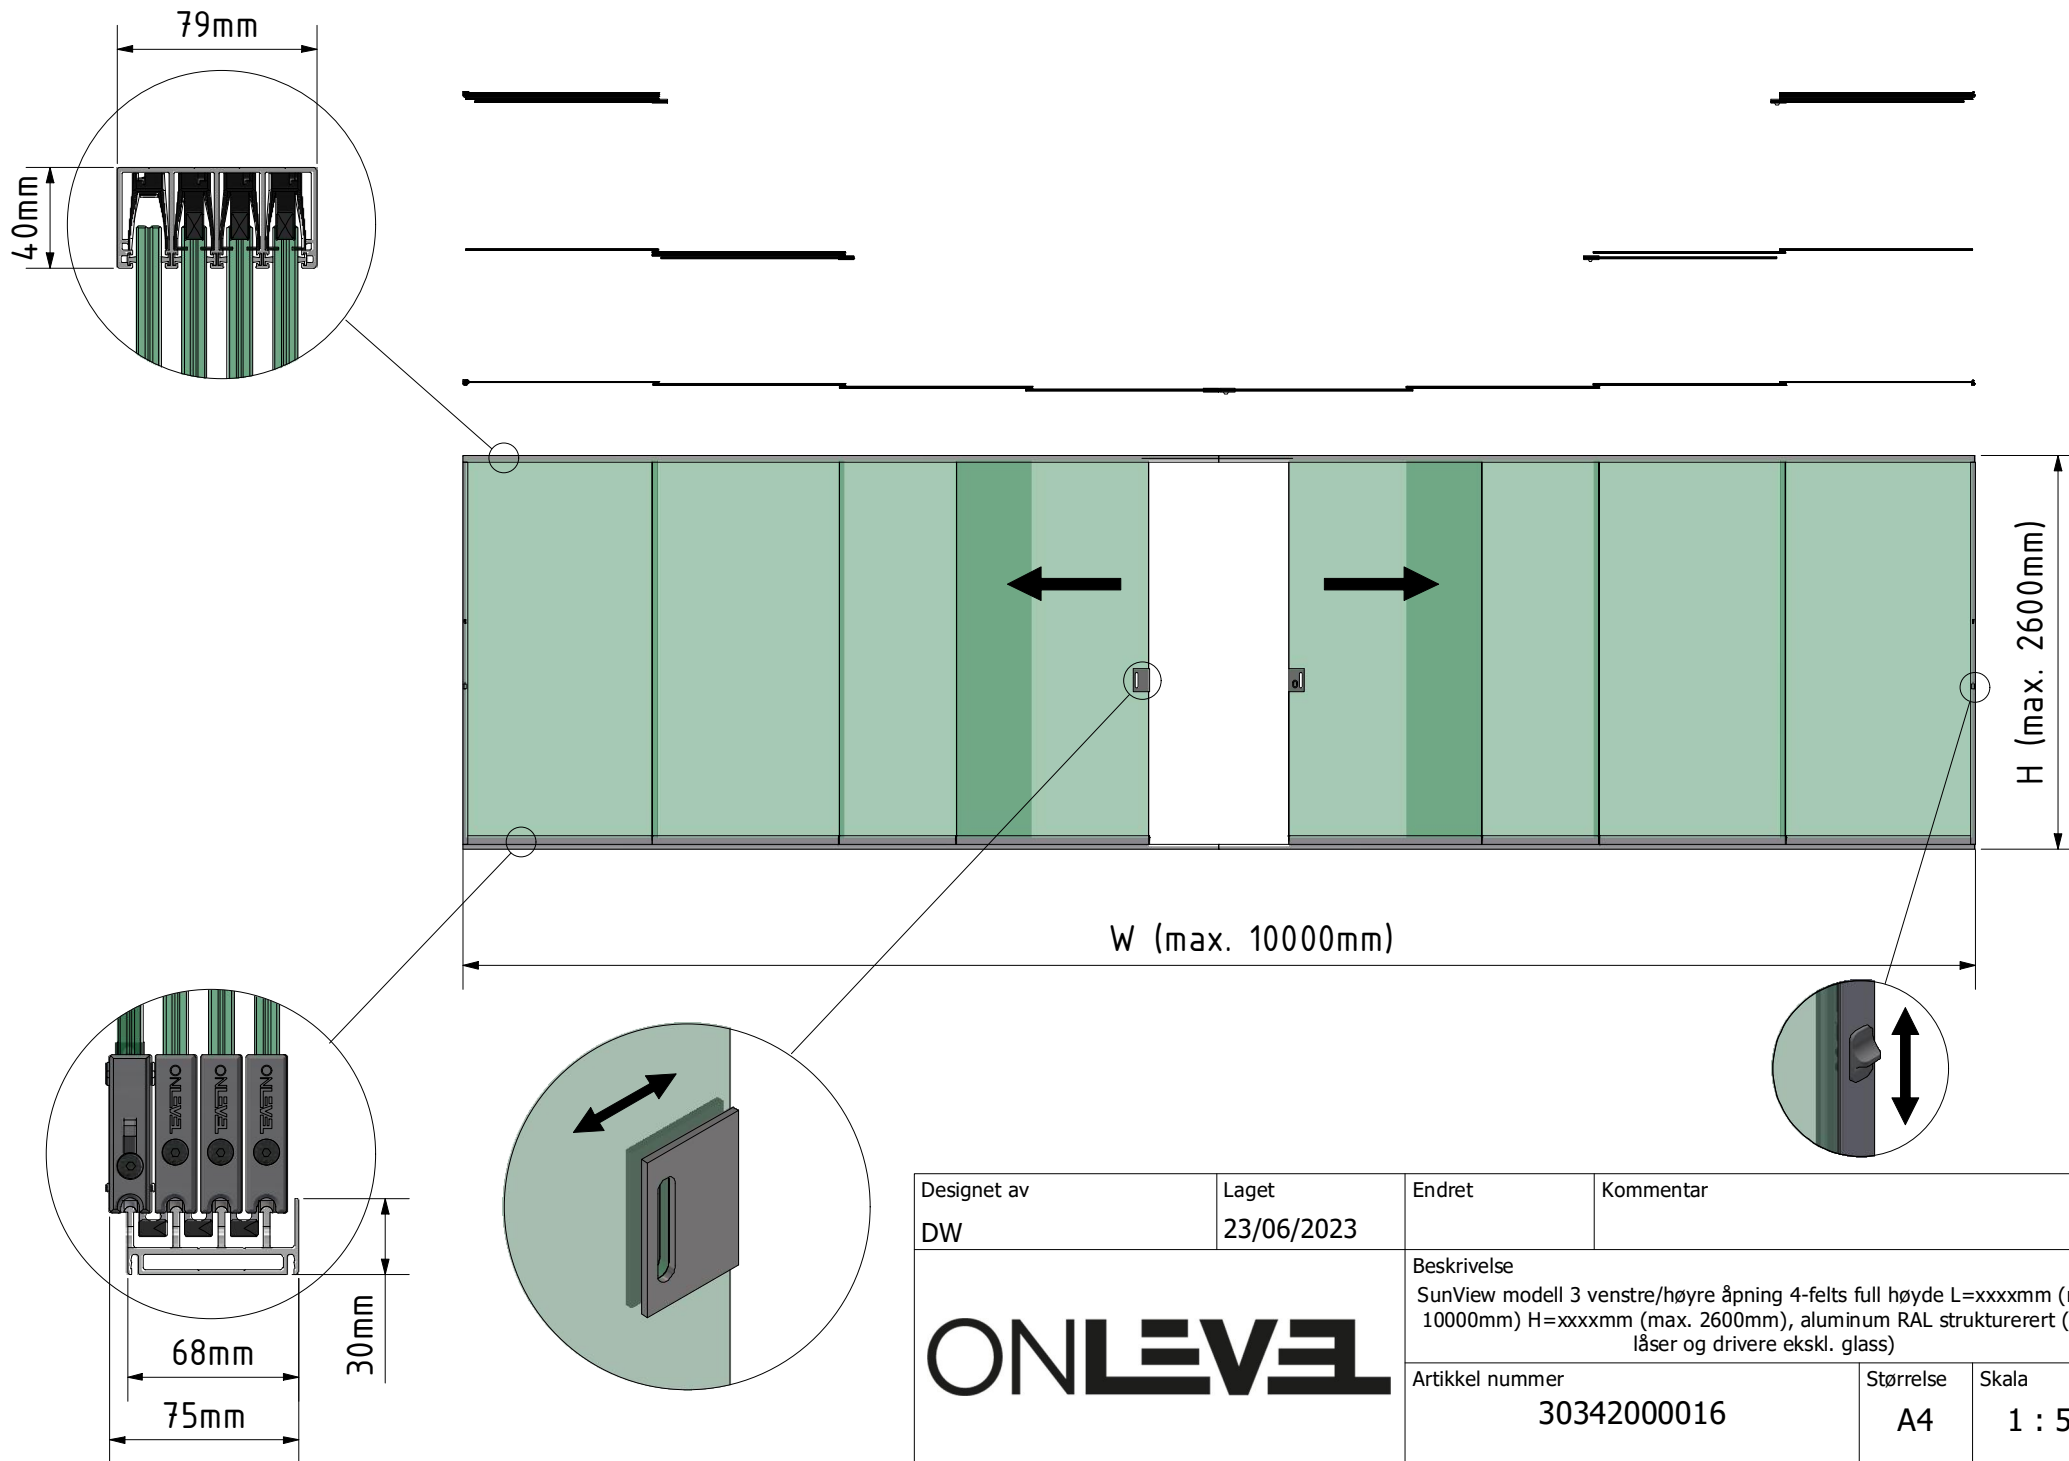 79mm
40mm
H (max. 2600mm)
W (max. 10000mm)
ONLEVEL
ONLEVEL
ONLEVEL
30mm
68mm
75mm
Designet av
DW
Laget
23/06/2023
Endret
Kommentar
ONLEVEL
Beskrivelse
SunView modell 3 venstre/høyre åpning 4-felts full høyde L=xxxxmm (
10000mm) H=xxxxmm (max. 2600mm), aluminum RAL strukturerert (
låser og drivere ekskl. glass)
Artikkel nummer
30342000016
Størrelse
A4
Skala
1 : 5